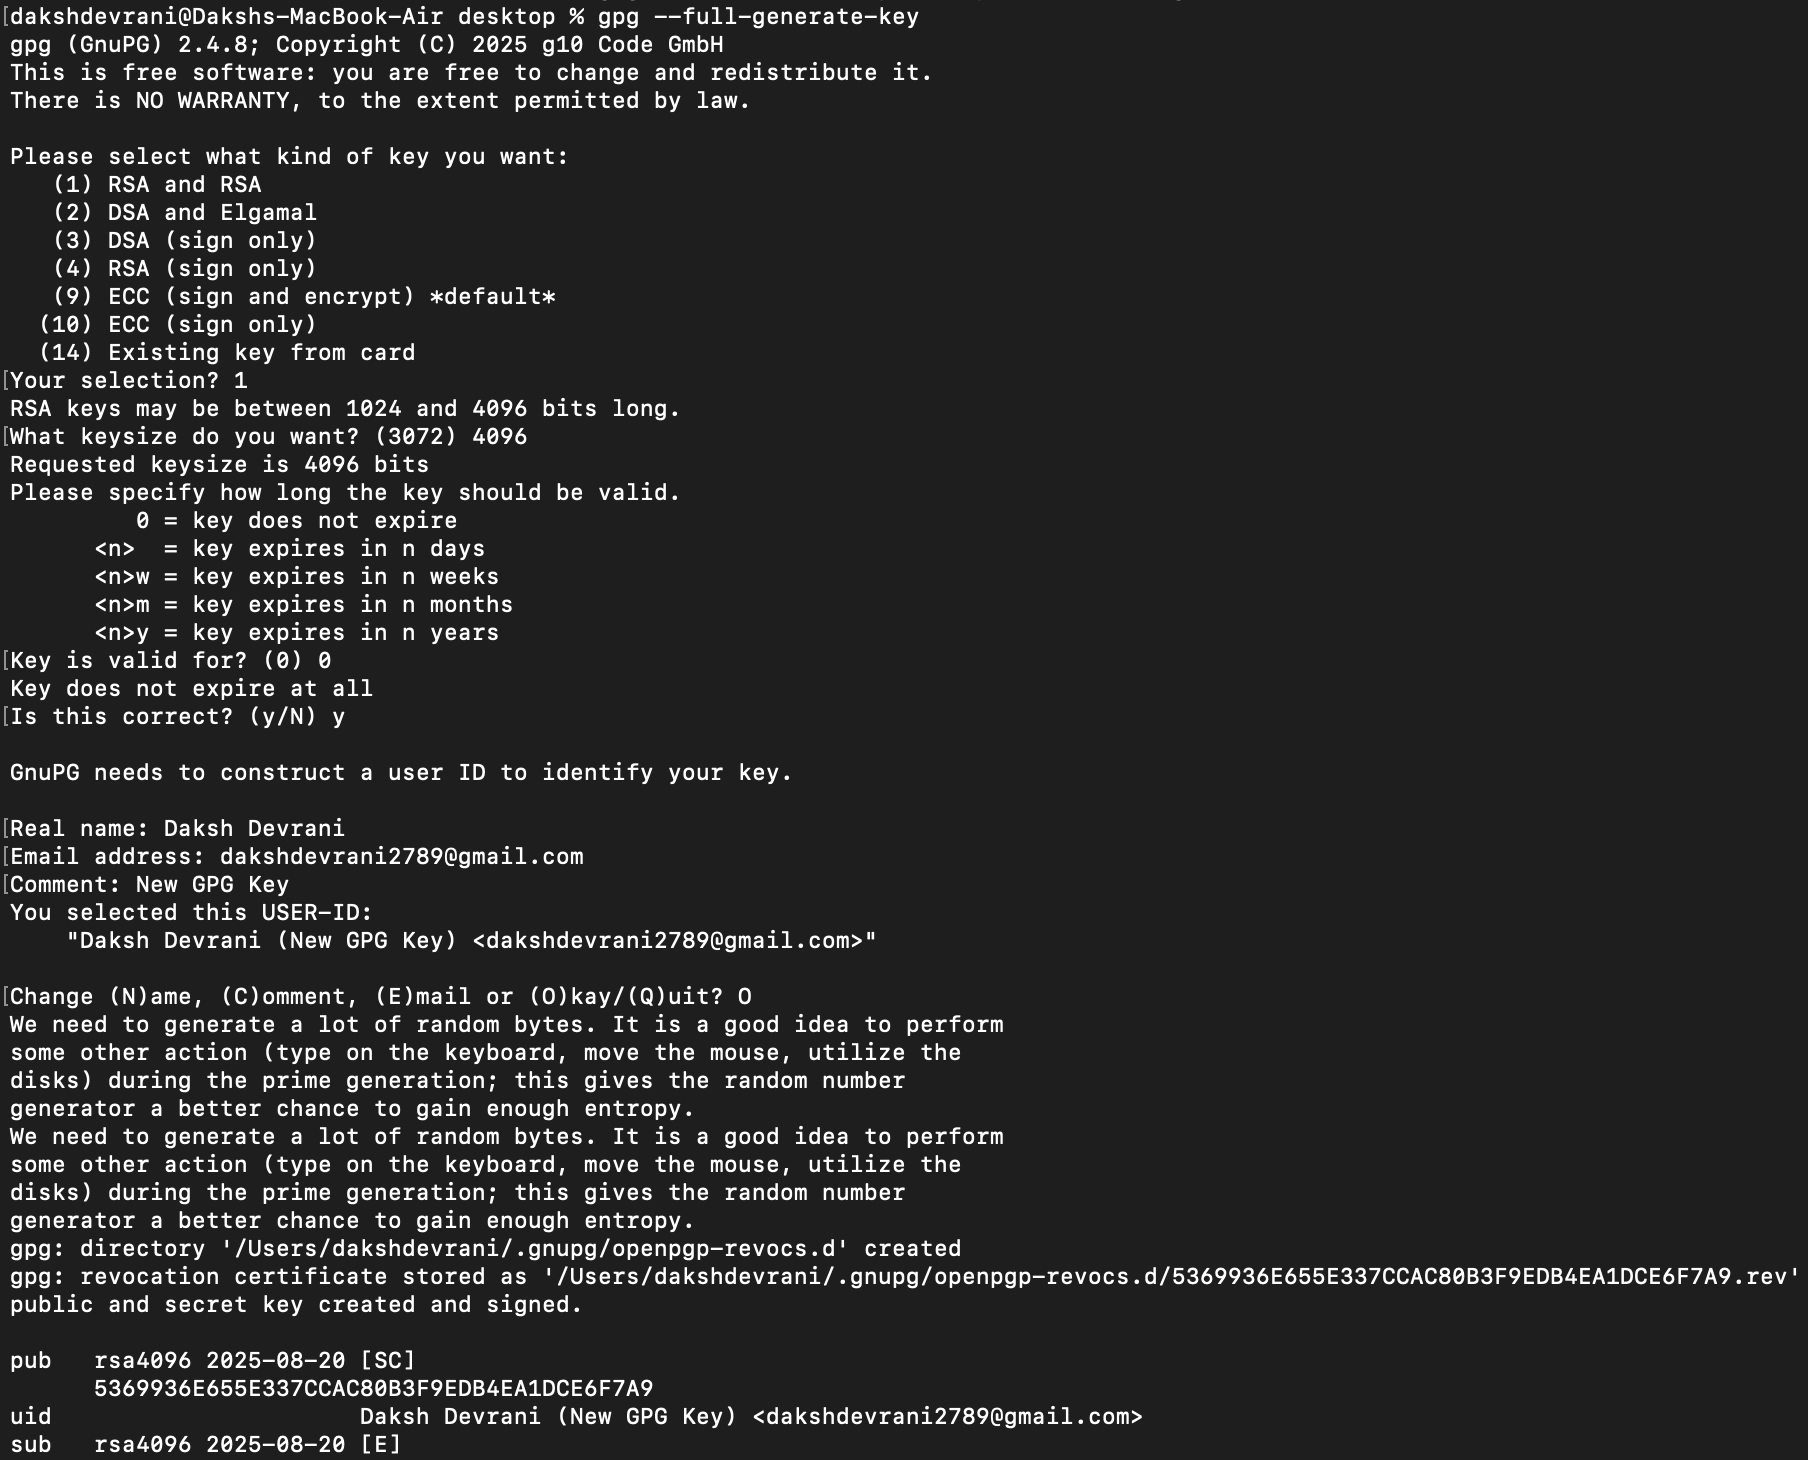 [dakshdevrani@Dakshs-MacBook-Air desktop % gpg --full-generate-key
gpg (GnuPG) 2.4.8; Copyright (C) 2025 g10 Code GmbH
This is free software: you are free to change and redistribute it.
There is NO WARRANTY, to the extent permitted by law.

Please select what kind of key you want:
   (1) RSA and RSA
   (2) DSA and Elgamal
   (3) DSA (sign only)
   (4) RSA (sign only)
   (9) ECC (sign and encrypt) *default*
  (10) ECC (sign only)
  (14) Existing key from card
[Your selection? 1
RSA keys may be between 1024 and 4096 bits long.
[What keysize do you want? (3072) 4096
Requested keysize is 4096 bits
Please specify how long the key should be valid.
         0 = key does not expire
      <n>  = key expires in n days
      <n>w = key expires in n weeks
      <n>m = key expires in n months
      <n>y = key expires in n years
[Key is valid for? (0) 0
Key does not expire at all
[Is this correct? (y/N) y

GnuPG needs to construct a user ID to identify your key.

[Real name: Daksh Devrani
[Email address: dakshdevrani2789@gmail.com
[Comment: New GPG Key
You selected this USER-ID:
    "Daksh Devrani (New GPG Key) <dakshdevrani2789@gmail.com>"

[Change (N)ame, (C)omment, (E)mail or (O)kay/(Q)uit? O
We need to generate a lot of random bytes. It is a good idea to perform
some other action (type on the keyboard, move the mouse, utilize the
disks) during the prime generation; this gives the random number
generator a better chance to gain enough entropy.
We need to generate a lot of random bytes. It is a good idea to perform
some other action (type on the keyboard, move the mouse, utilize the
disks) during the prime generation; this gives the random number
generator a better chance to gain enough entropy.
gpg: directory '/Users/dakshdevrani/.gnupg/openpgp-revocs.d' created
gpg: revocation certificate stored as '/Users/dakshdevrani/.gnupg/openpgp-revocs.d/5369936E655E337CCAC80B3F9EDB4EA1DCE6F7A9.rev'
public and secret key created and signed.

pub   rsa4096 2025-08-20 [SC]
      5369936E655E337CCAC80B3F9EDB4EA1DCE6F7A9
uid                      Daksh Devrani (New GPG Key) <dakshdevrani2789@gmail.com>
sub   rsa4096 2025-08-20 [E]